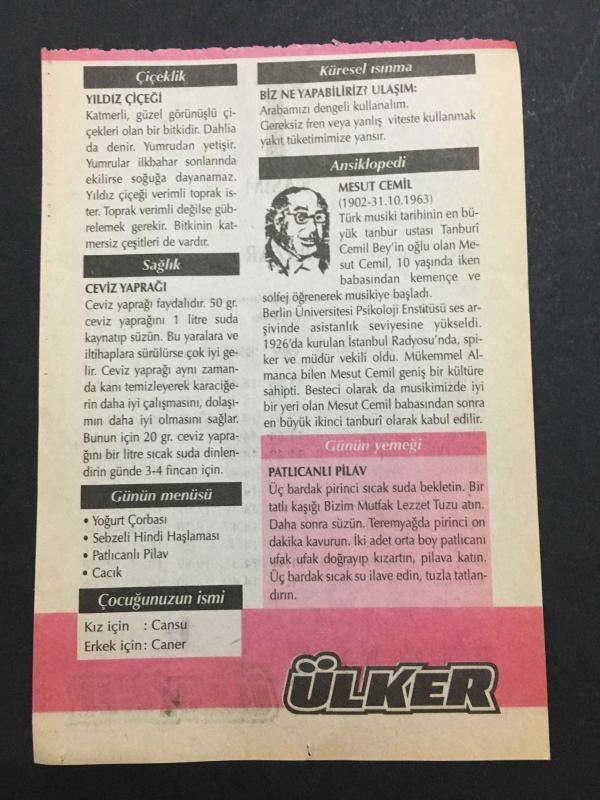 Çiçeklik
YILDIZ ÇİÇEĞİ
Katmerli, güzel görünüşlü çi-
çekleri olan bir bitkidir. Dahlia
da denir. Yumrudan yetişir.
Yumrular ilkbahar sonlarında
ekilirse soğuğa dayanamaz.
Yıldız çiçeği verimli toprak is-
ter. Toprak verimli değilse güb-
relemek gerekir. Bitkinin kat-
mersiz çeşitleri de vardır.
Sağlık
CEVİZ YAPRAĞI
Ceviz yaprağı faydalıdır. 50 gr.
ceviz yaprağını 1 litre suda
kaynatıp süzün. Bu yaralara ve
iltihaplara sürülürse çok iyi ge-
lir. Ceviz yaprağı aynı zaman-
da kanı temizleyerek karaciğe-
rin daha iyi çalışmasını, dolaşı-
mın daha iyi olmasını sağlar.
Bunun için 20 gr. ceviz yapra-
ğını bir litre sıcak suda dinlen-
dirin günde 3-4 fincan için.
Günün menüsü
• Yoğurt Çorbası
• Sebzeli Hindi Haşlaması
• Patlıcanlı Pilav
• Cacık
Çocuğunuzun ismi
Kız için : Cansu
Erkek için : Caner
Küresel ısınma
BİZ NE YAPABİLİRİZ? ULAŞIM:
Arabamızı dengeli kullanalım.
Gereksiz fren veya yanlış viteste kullanmak
yakıt tüketimimize yansır.
Ansiklopedi
MESUT CEMİL
(1902-31.10.1963)
Türk musiki tarihinin en bü-
yük tanbur ustası Tanburî
Cemil Bey'in oğlu olan Me-
sut Cemil, 10 yaşında iken
babasından kemençe ve
solfej öğrenerek musikiye başladı.
Berlin Üniversitesi Psikoloji Enstitüsü ses ar-
şivinde asistanlık seviyesine yükseldi.
1926'da kurulan İstanbul Radyosu'nda, spi-
ker ve müdür vekili oldu. Mükemmel Al-
manca bilen Mesut Cemil geniş bir kültüre
sahipti. Besteci olarak da musikimizde iyi
bir yeri olan Mesut Cemil babasından sonra
en büyük ikinci tanburî olarak kabul edilir.
Günün yemeği
PATLICANLI PİLAV
Üç bardak pirinci sıcak suda bekletin. Bir
tatlı kaşığı Bizim Mutfak Lezzet Tuzu atın.
Daha sonra süzün. Teremyağda pirinci on
dakika kavurun. İki adet orta boy patlıcanı
ufak ufak doğrayıp kızartın, pilava katın.
Üç bardak sıcak su ilave edin, tuzla tatlan-
dırın.
ÜLKER